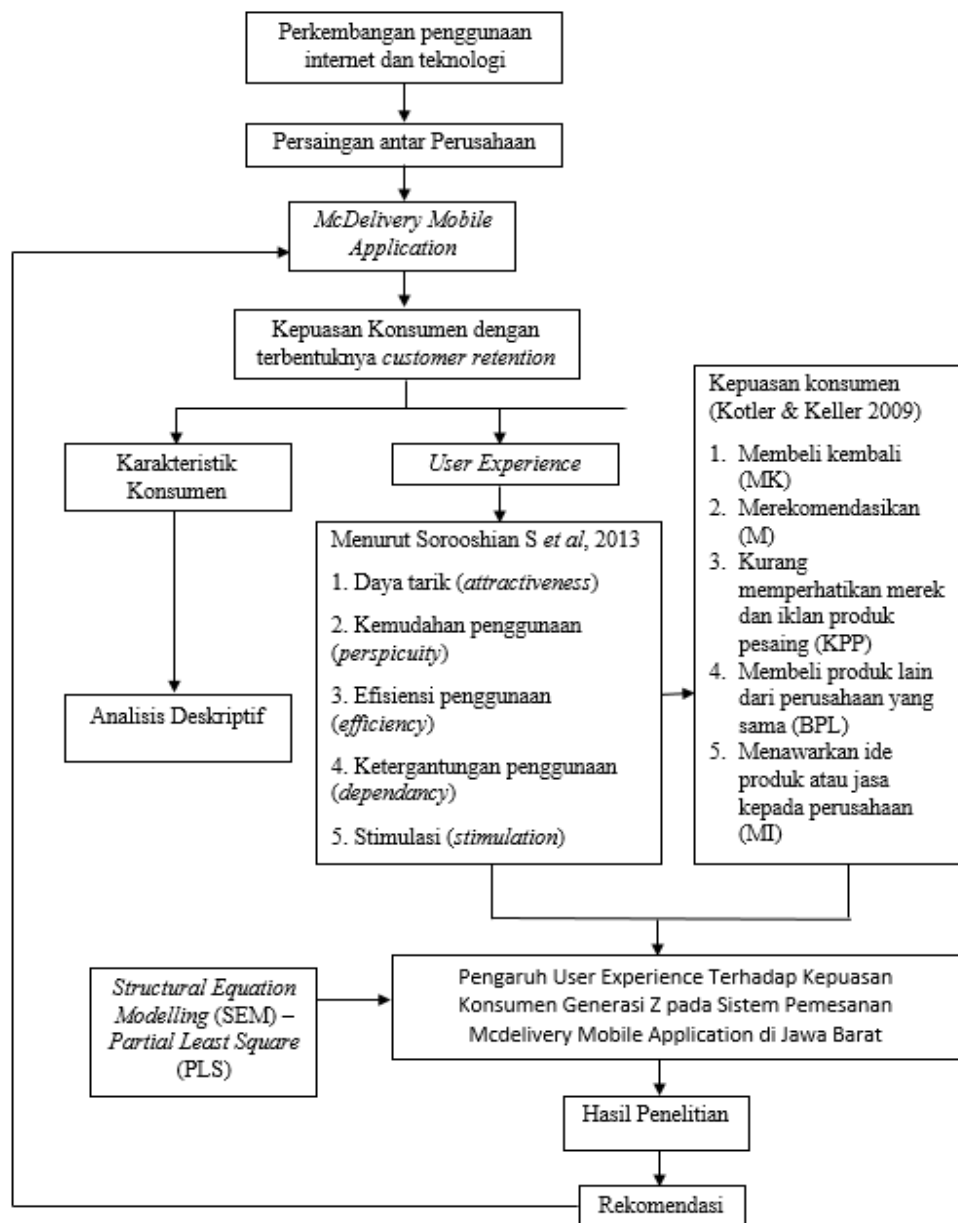 Perkembangan penggunaan
internet dan teknologi
Persaingan antar Perusahaan
McDelivery Mobile
Application
Kepuasan Konsumen dengan
terbentuknya customer retention
Karakteristik
Konsumen
User Experience
Analisis Deskriptif
Menurut Sorooshian S et al, 2013
1. Daya tarik (attractiveness)
2. Kemudahan penggunaan
(perspicuity)
3. Efisiensi penggunaan
(efficiency)
4. Ketergantungan penggunaan
(dependancy)
5. Stimulasi (stimulation)
Kepuasan konsumen
(Kotler & Keller 2009)
1. Membeli kembali
(MK)
2. Merekomendasikan
(M)
3. Kurang
memperhatikan merek
dan iklan produk
pesaing (KPP)
4. Membeli produk lain
dari perusahaan yang
sama (BPL)
5. Menawarkan ide
produk atau jasa
kepada perusahaan
(MI)
Structural Equation
Modelling (SEM) –
Partial Least Square
(PLS)
Pengaruh User Experience Terhadap Kepuasan
Konsumen Generasi Z pada Sistem Pemesanan
Mcdelivery Mobile Application di Jawa Barat
Hasil Penelitian
Rekomendasi